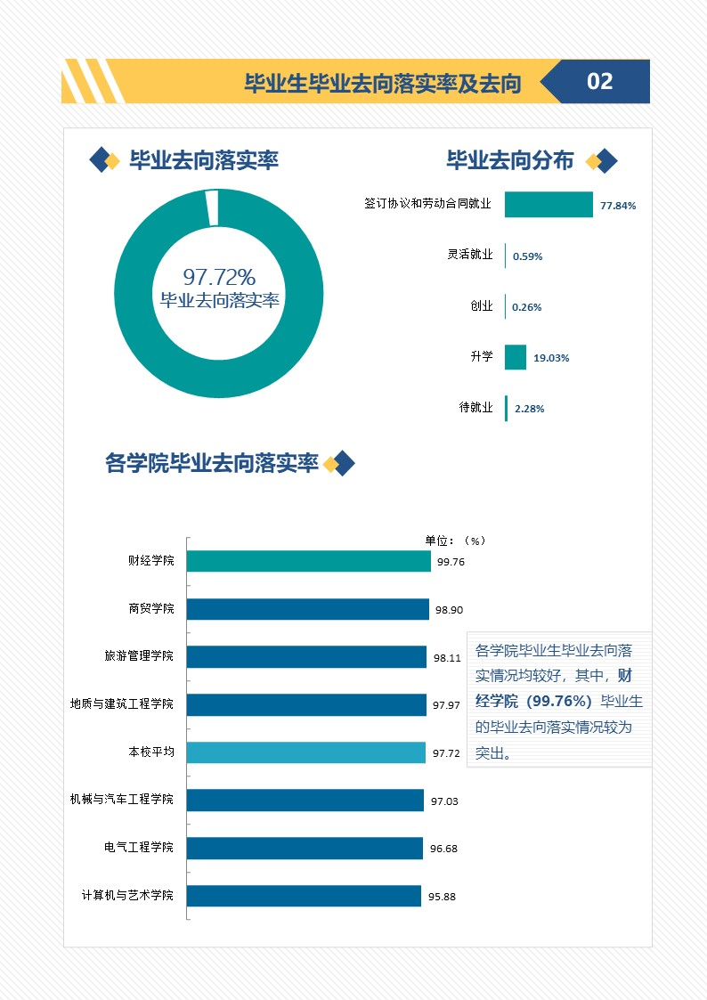 毕业生毕业去向落实率及去向
02
毕业去向落实率
97.72%
毕业去向落实率
毕业去向分布
签订协议和劳动合同就业 77.84%
灵活就业 0.59%
创业 0.26%
升学 19.03%
待就业 2.28%
各学院毕业去向落实率
单位：（%）
财经学院 99.76
商贸学院 98.90
旅游管理学院 98.11
地质与建筑工程学院 97.97
本校平均 97.72
机械与汽车工程学院 97.03
电气工程学院 96.68
计算机与艺术学院 95.88
各学院毕业生毕业去向落
实情况均较好，其中，财
经学院（99.76%）毕业生
的毕业去向落实情况较为
突出。